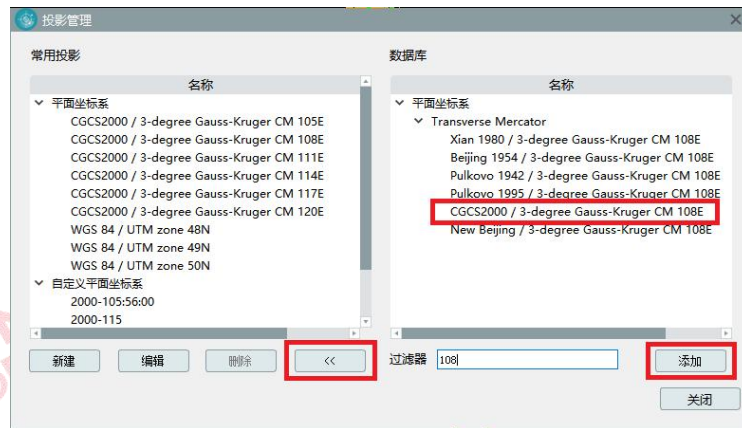 投影管理
常用投影
名称
平面坐标系
CGCS2000 / 3-degree Gauss-Kruger CM 105E
CGCS2000 / 3-degree Gauss-Kruger CM 108E
CGCS2000 / 3-degree Gauss-Kruger CM 111E
CGCS2000 / 3-degree Gauss-Kruger CM 114E
CGCS2000 / 3-degree Gauss-Kruger CM 117E
CGCS2000 / 3-degree Gauss-Kruger CM 120E
WGS 84 / UTM zone 48N
WGS 84 / UTM zone 49N
WGS 84 / UTM zone 50N
自定义平面坐标系
2000-105:56:00
2000-115
新建 编辑 删除 <<
数据库
名称
平面坐标系
Transverse Mercator
Xian 1980 / 3-degree Gauss-Kruger CM 108E
Beijing 1954 / 3-degree Gauss-Kruger CM 108E
Pulkovo 1942 / 3-degree Gauss-Kruger CM 108E
Pulkovo 1995 / 3-degree Gauss-Kruger CM 108E
CGCS2000 / 3-degree Gauss-Kruger CM 108E
New Beijing / 3-degree Gauss-Kruger CM 108E
过滤器 108 添加
关闭